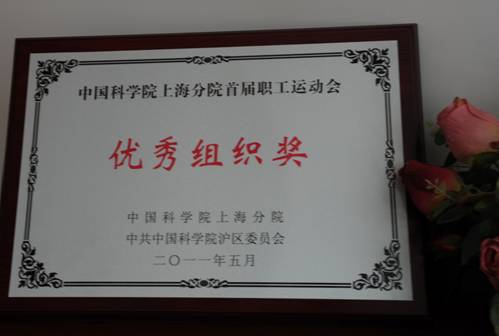 中国科学院上海分院首届职工运动会
优秀组织奖
中国科学院上海分院
中共中国科学院沪区委员会
二〇一一年五月